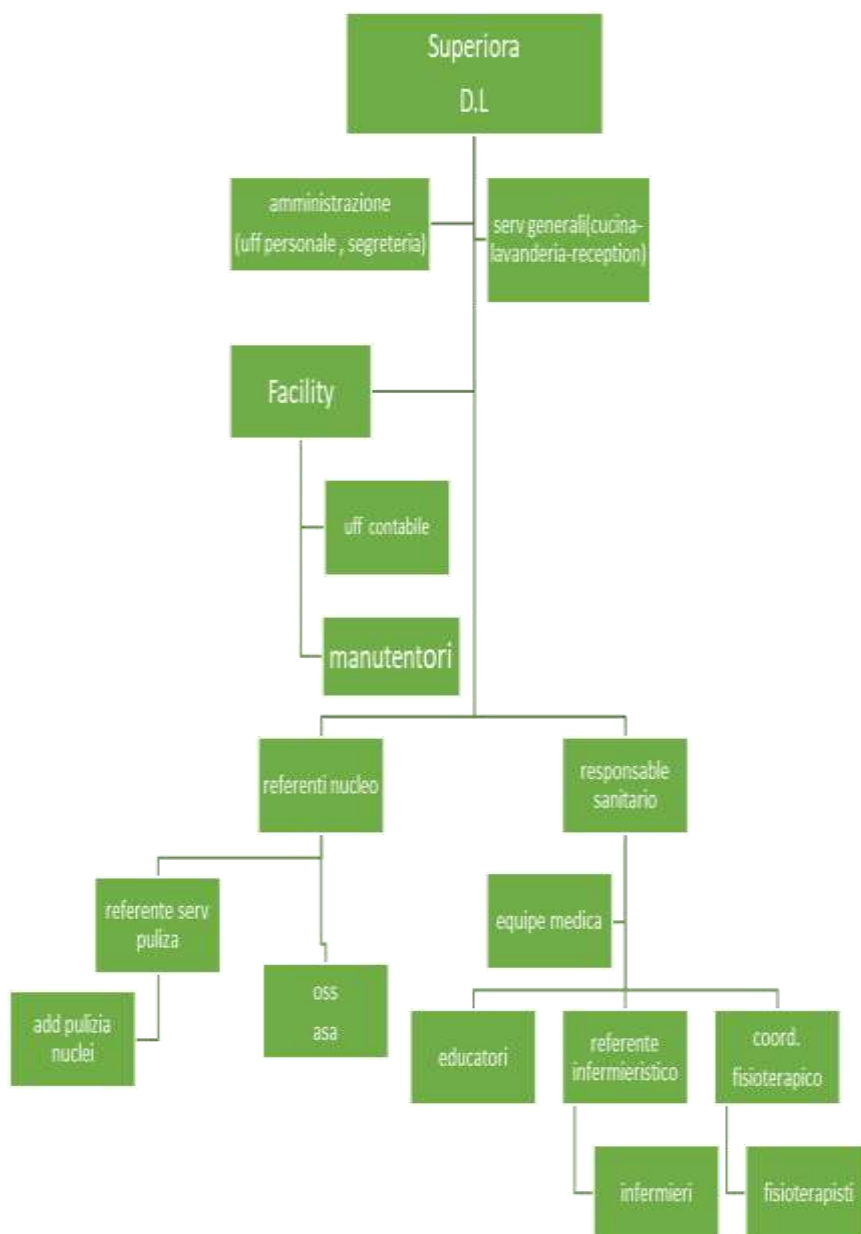 Superiora
D.L
amministrazione
(uff personale , segreteria)
serv generali(cucina-
lavanderia-reception)
Facility
uff contabile
manutentori
referenti nucleo
responsabile
sanitario
referente serv
puliza
equipe medica
add pulizia
nuclei
oss
asa
educatori
referente
infermieristico
coord.
fisioterapico
infermieri
fisioterapisti